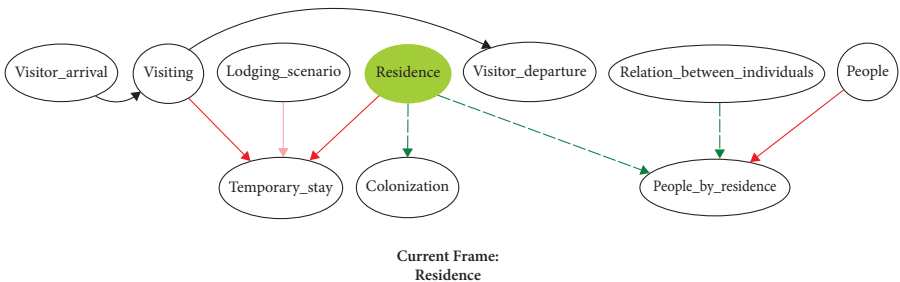 Visitor_arrival
Visiting
Lodging_scenario
Residence
Visitor_departure
Relation_between_individuals
People
Temporary_stay
Colonization
People_by_residence
Current Frame:
Residence